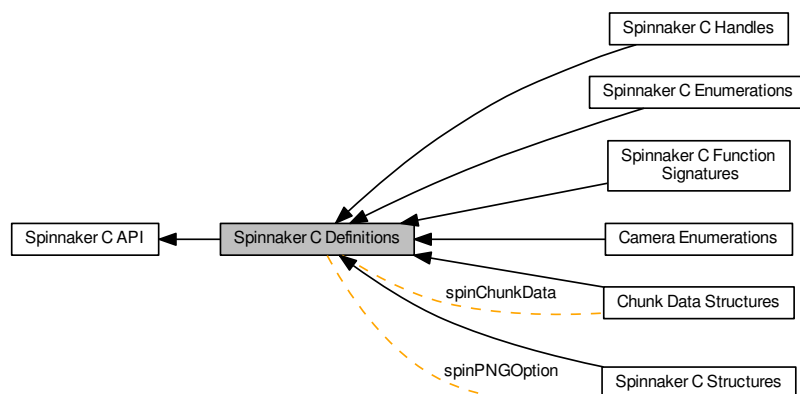 Spinnaker C Handles
Spinnaker C Enumerations
Spinnaker C Function
Signatures
Spinnaker C API
Spinnaker C Definitions
Camera Enumerations
spinChunkData
Chunk Data Structures
spinPNGOption
Spinnaker C Structures